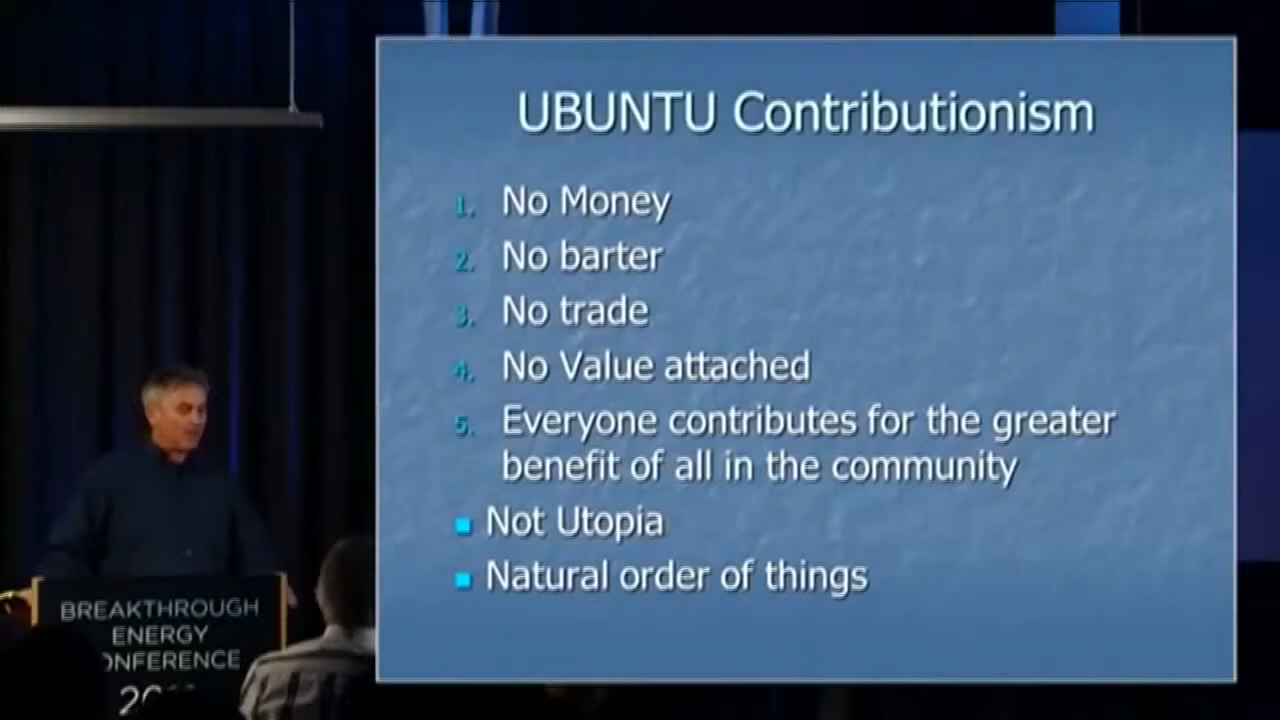 UBUNTU Contributionism
1. No Money
2. No barter
3. No trade
4. No Value attached
5. Everyone contributes for the greater
benefit of all in the community
Not Utopia
Natural order of things
BREAKTHROUGH
ENERGY
ONFERENCE